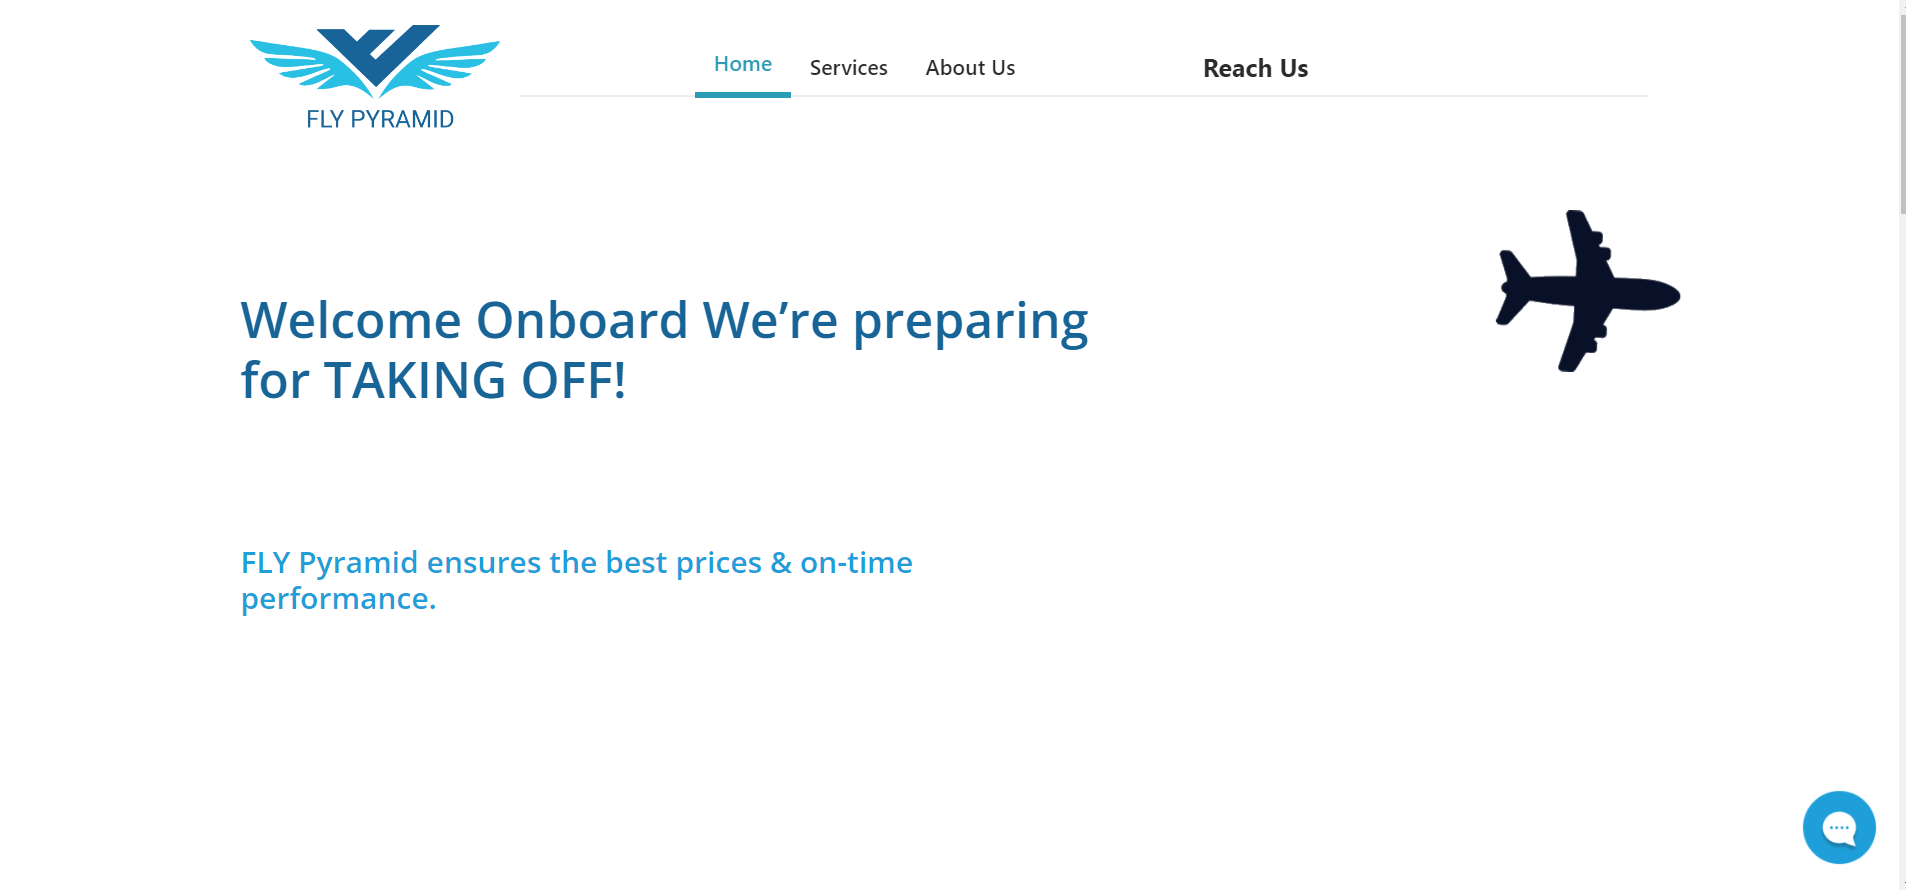 FLY PYRAMID
Home
Services
About Us
Reach Us
Welcome Onboard We’re preparing
for TAKING OFF!
FLY Pyramid ensures the best prices & on-time
performance.